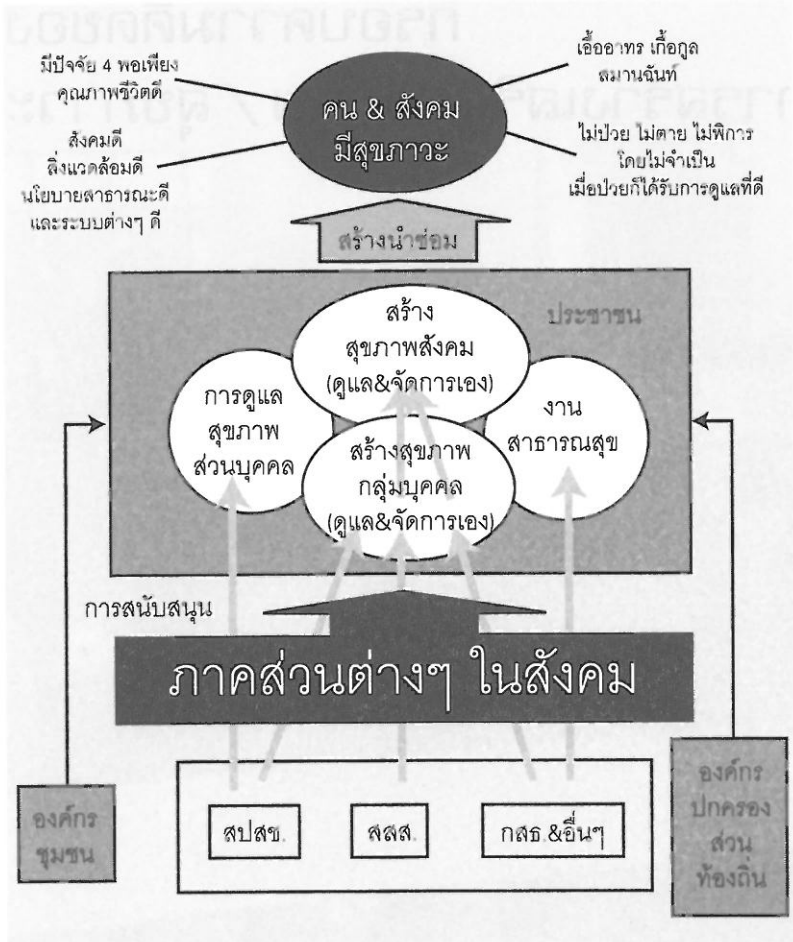 มีปัจจัย 4 พอเพียง
คุณภาพชีวิตดี
เอื้ออาทร เกื้อกูล
สมานฉันท์
คน & สังคม
มีสุขภาวะ
สังคมดี
สิ่งแวดล้อมดี
นโยบายสาธารณะดี
และระบบต่างๆ ดี
ไม่ป่วย ไม่ตาย ไม่พิการ
โดยไม่จำเป็น
เมื่อป่วยก็ได้รับการดูแลที่ดี
สร้างนำซ่อม
ประชาชน
สร้าง
สุขภาพสังคม
(ดูแล&จัดการเอง)
การดูแล
สุขภาพ
ส่วนบุคคล
งาน
สาธารณสุข
สร้างสุขภาพ
กลุ่มบุคคล
(ดูแล&จัดการเอง)
การสนับสนุน
ภาคส่วนต่างๆ ในสังคม
องค์กร
ชุมชน
สปสช.
สสส.
กสธ.&อื่นๆ
องค์กร
ปกครอง
ส่วน
ท้องถิ่น